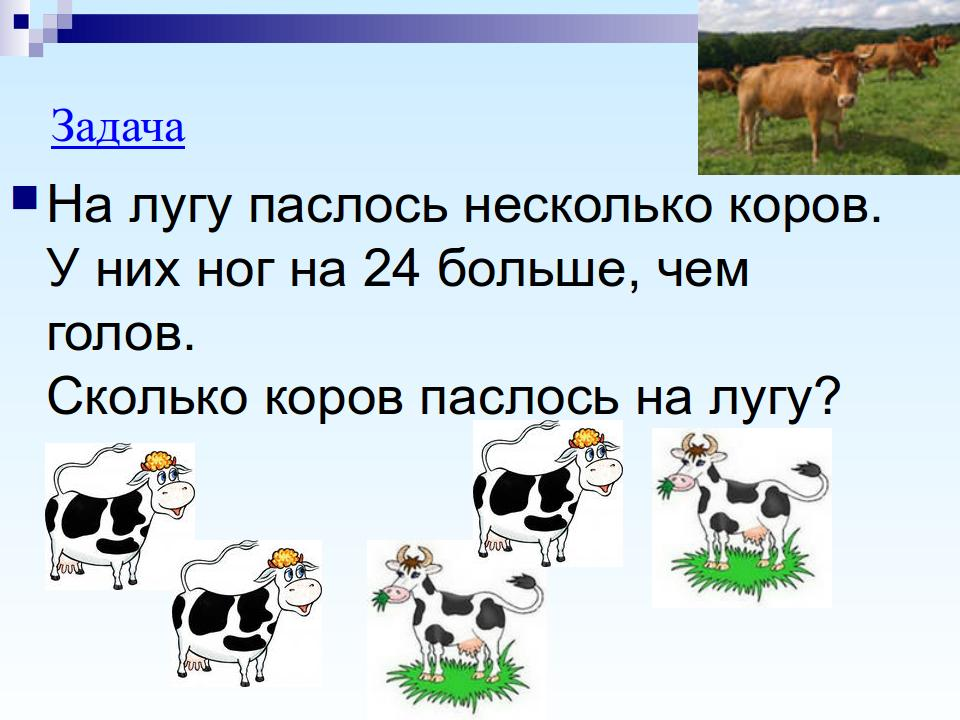 Задача
На лугу паслось несколько коров.
У них ног на 24 больше, чем
голов.
Сколько коров паслось на лугу?